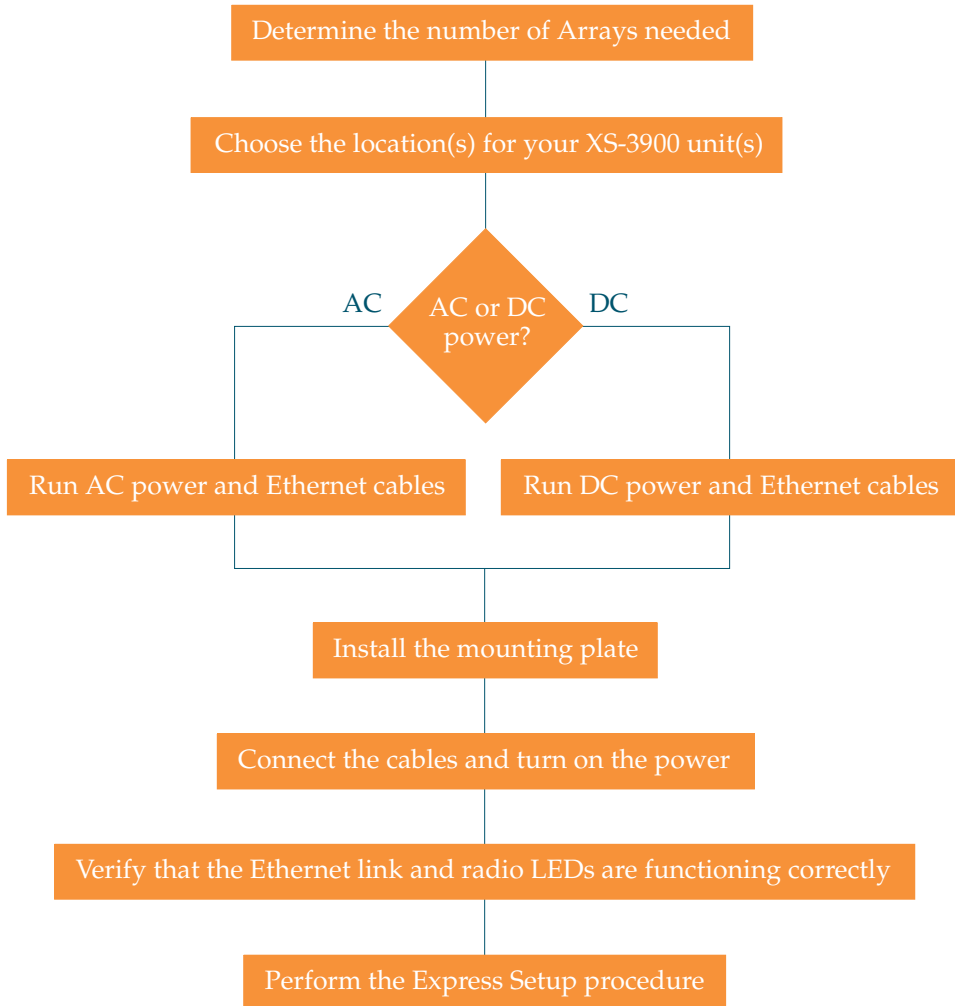 Determine the number of Arrays needed
Choose the location(s) for your XS-3900 unit(s)
AC
AC or DC
power?
DC
Run AC power and Ethernet cables
Run DC power and Ethernet cables
Install the mounting plate
Connect the cables and turn on the power
Verify that the Ethernet link and radio LEDs are functioning correctly
Perform the Express Setup procedure